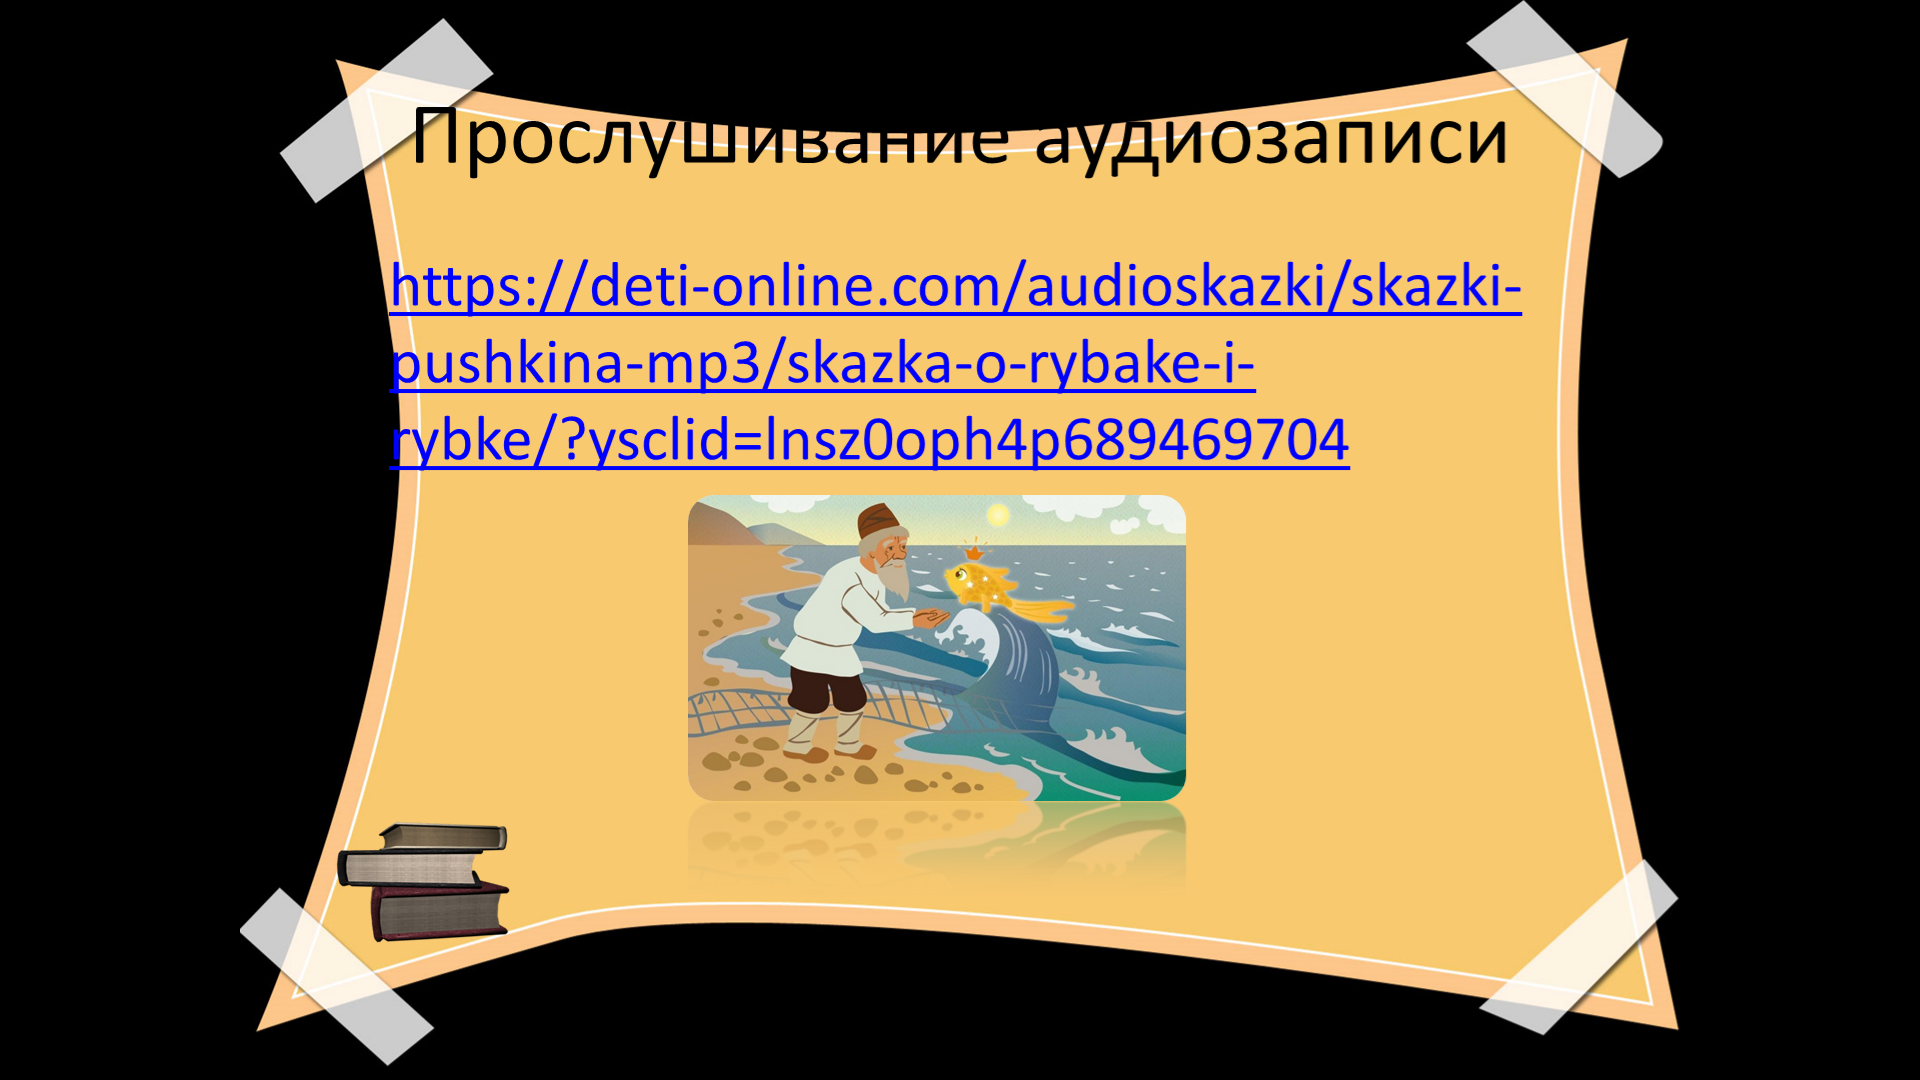 Прослушивание аудиозаписи
https://deti-online.com/audioskazki/skazki-
pushkina-mp3/skazka-o-rybake-i-
rybke/?ysclid=lnsz0oph4p689469704